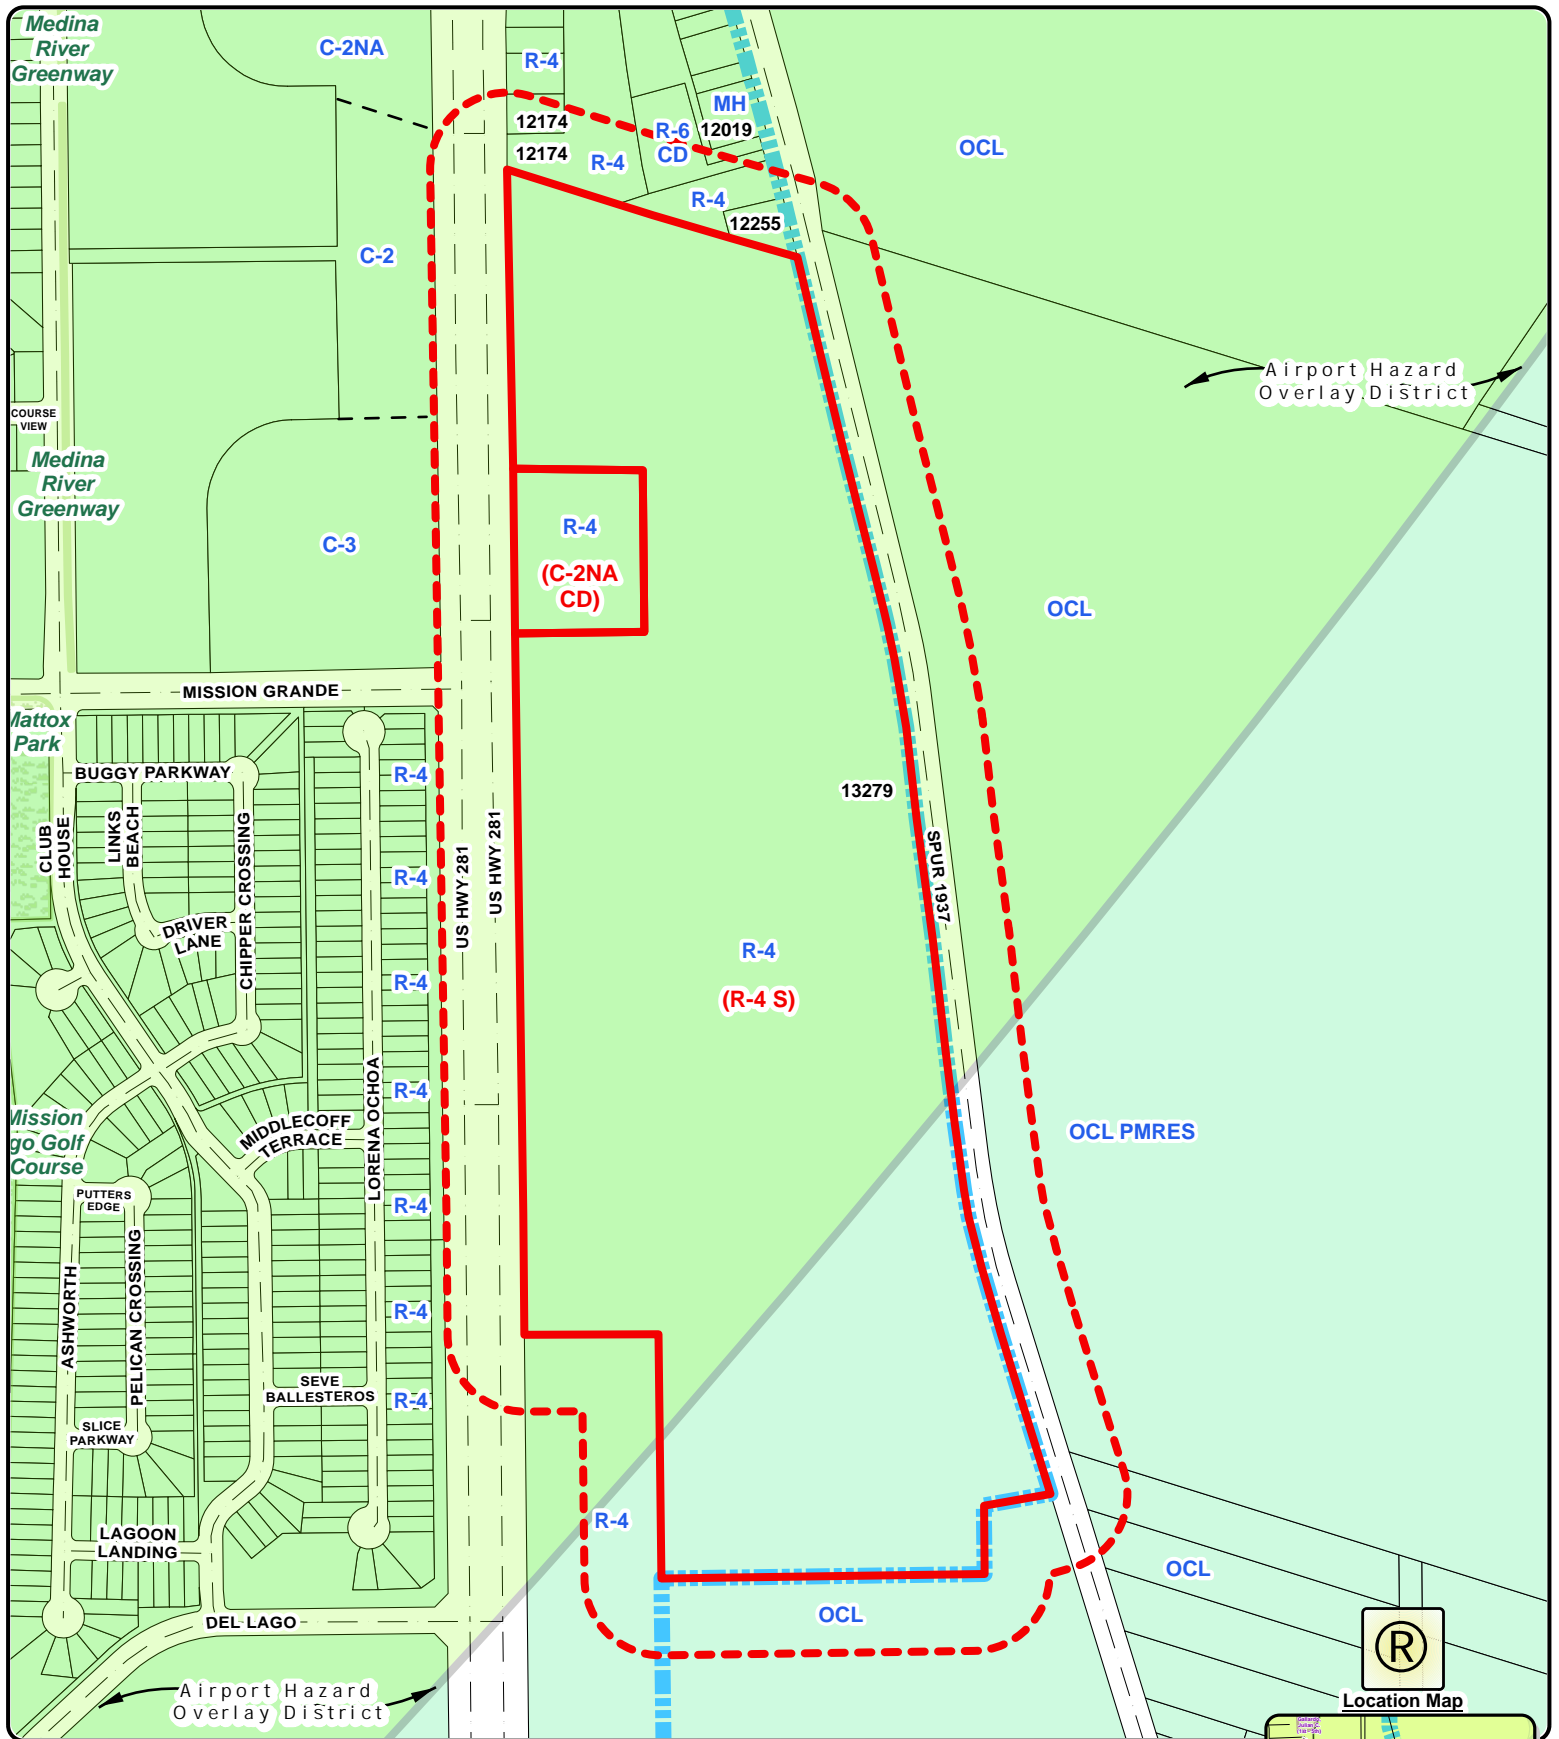 Medina
River
Greenway
C-2NA
R-4
12174
12174
R-4
R-6
CD
MH
12019
R-4
12255
OCL
C-2
Airport Hazard
Overlay District
COURSE
VIEW
Medina
River
Greenway
C-3
R-4
(C-2NA
CD)
OCL
MISSION GRANDE
Mattox
Park
BUGGY PARKWAY
LINKS
BEACH
CLUB
HOUSE
CHIPPER CROSSING
DRIVER
LANE
R-4
R-4
R-4
R-4
R-4
R-4
R-4
US HWY 281
US HWY 281
13279
SPUR 1937
R-4
(R-4 S)
OCL PMRES
LORENA OCHOA
MIDDLECOFF
TERRACE
Mission
go Golf
Course
PUTTERS
EDGE
PELICAN CROSSING
ASHWORTH
SEVE
BALLESTEROS
SLICE
PARKWAY
LAGOON
LANDING
R-4
OCL
OCL
DEL LAGO
Airport Hazard
Overlay District
R
Location Map